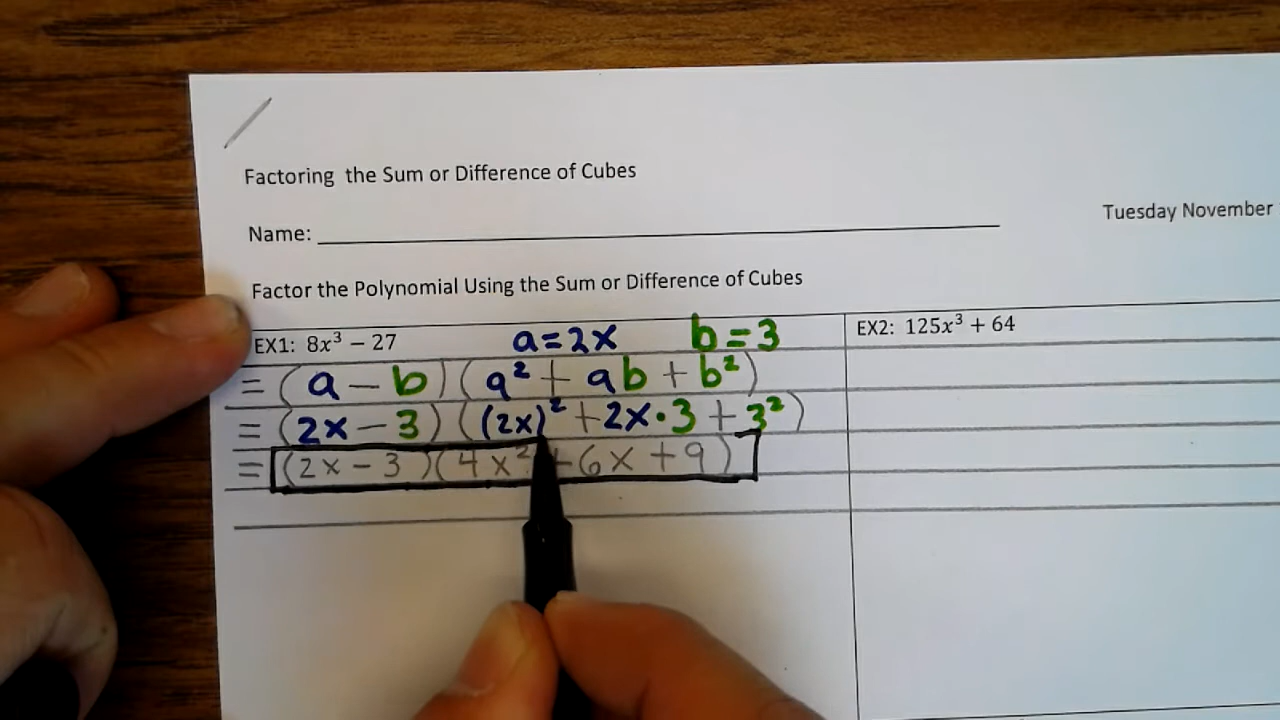 Factoring the Sum or Difference of Cubes
Name:
Tuesday November
Factor the Polynomial Using the Sum or Difference of Cubes
EX1: 8x³ − 27 a=2x b=3
EX2: 125x³ + 64
= (a − b)(a² + ab + b²)
= (2x − 3)((2x)² + 2x·3 + 3²)
= (2x − 3)(4x² + 6x + 9)